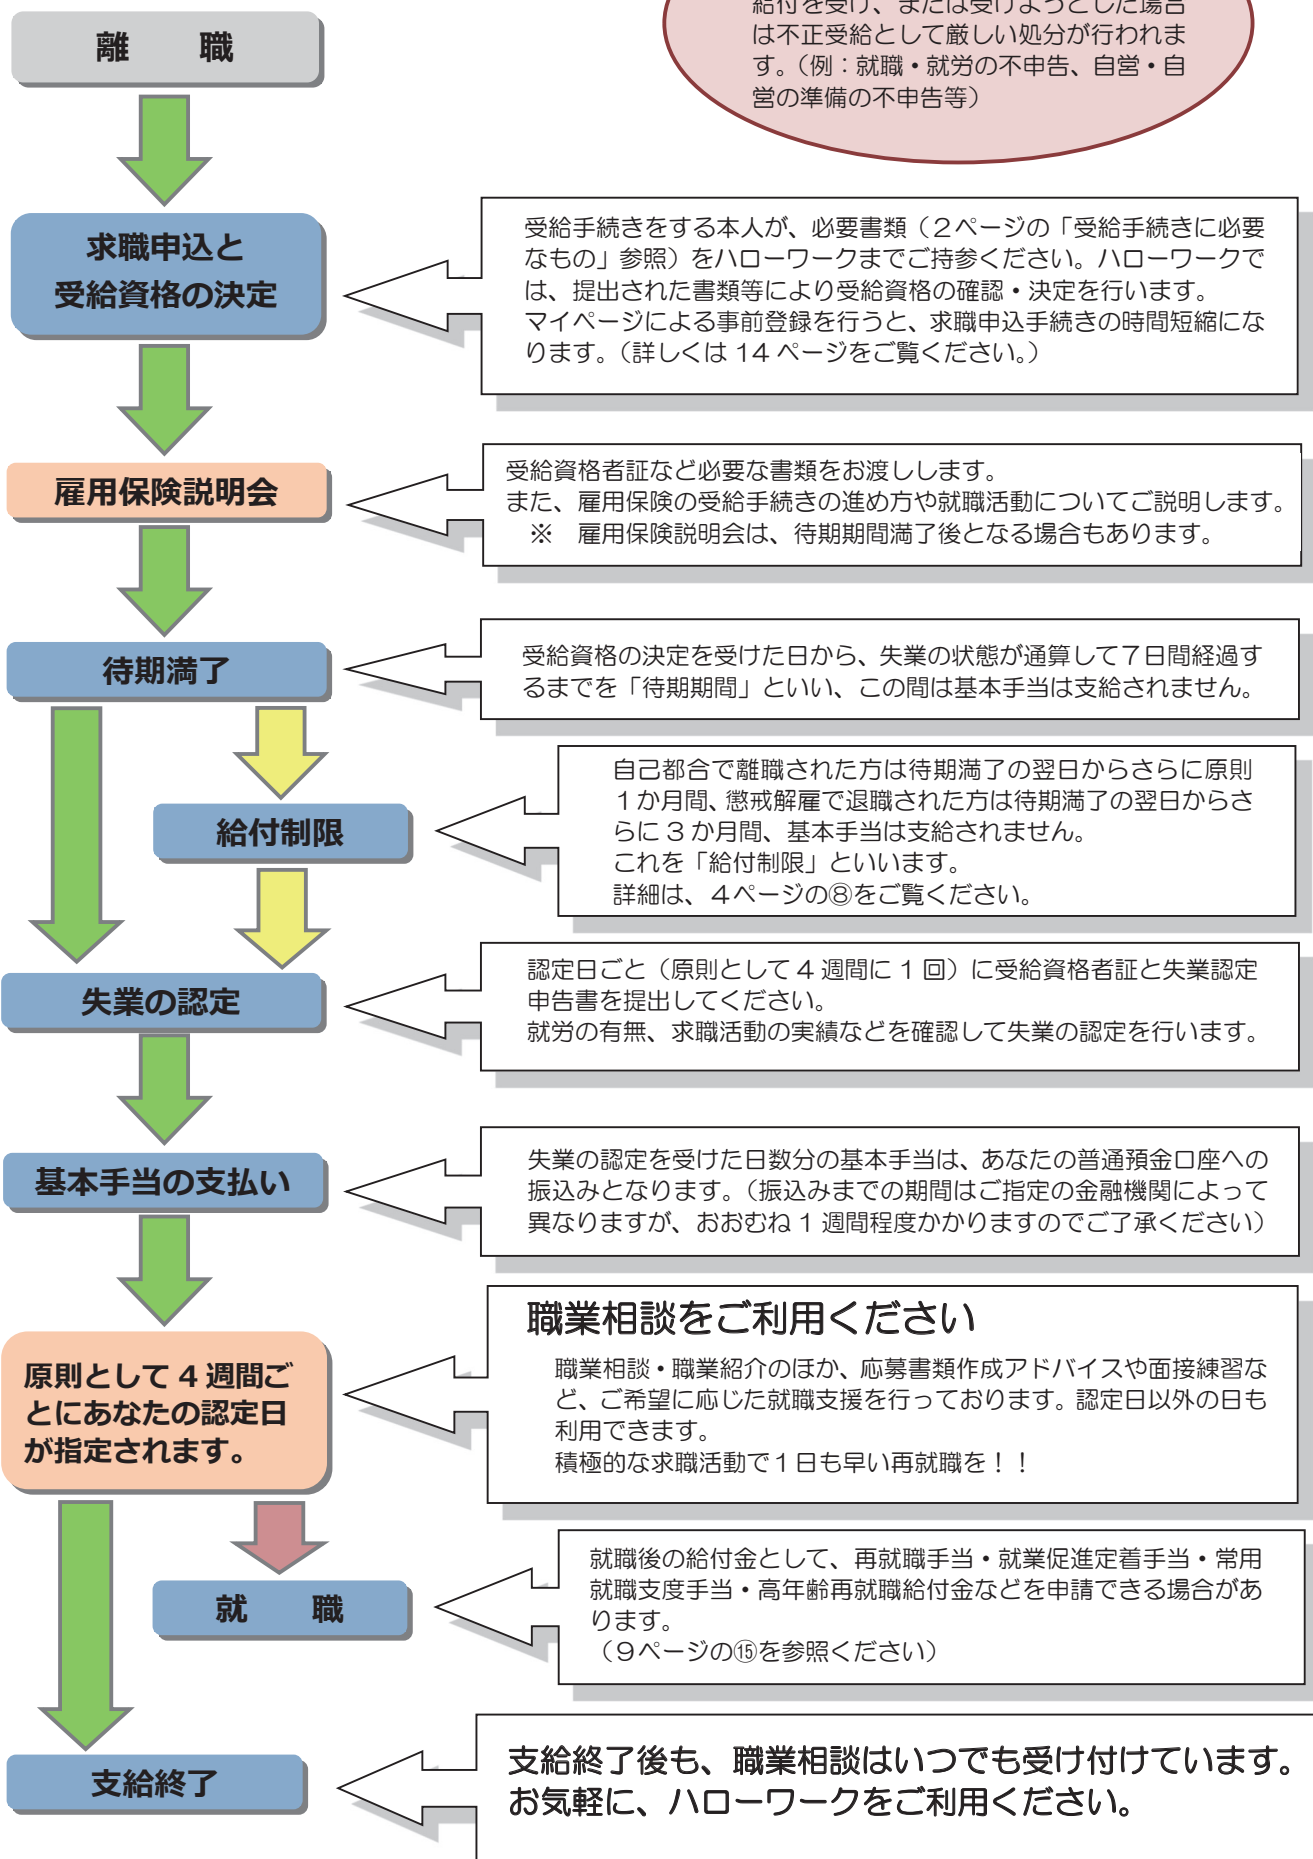 給付を受け、または受けようとした場合
は不正受給として厳しい処分が行われま
す。（例：就職・就労の不申告、自営・自
営の準備の不申告等）
離　職
求職申込と
受給資格の決定
受給手続きをする本人が、必要書類（２ページの「受給手続きに必要
なもの」参照）をハローワークまでご持参ください。ハローワークで
は、提出された書類等により受給資格の確認・決定を行います。
マイページによる事前登録を行うと、求職申込手続きの時間短縮にな
ります。（詳しくは 14 ページをご覧ください。）
雇用保険説明会
受給資格者証など必要な書類をお渡しします。
また、雇用保険の受給手続きの進め方や就職活動についてご説明します。
※　雇用保険説明会は、待期期間満了後となる場合もあります。
待期満了
受給資格の決定を受けた日から、失業の状態が通算して７日間経過す
るまでを「待期期間」といい、この間は基本手当は支給されません。
給付制限
自己都合で離職された方は待期満了の翌日からさらに原則
１か月間、懲戒解雇で退職された方は待期満了の翌日からさ
らに 3 か月間、基本手当は支給されません。
これを「給付制限」といいます。
詳細は、４ページの⑧をご覧ください。
失業の認定
認定日ごと（原則として 4 週間に 1 回）に受給資格者証と失業認定
申告書を提出してください。
就労の有無、求職活動の実績などを確認して失業の認定を行います。
基本手当の支払い
失業の認定を受けた日数分の基本手当は、あなたの普通預金口座への
振込みとなります。（振込みまでの期間はご指定の金融機関によって
異なりますが、おおむね 1 週間程度かかりますのでご了承ください）
原則として 4 週間ご
とにあなたの認定日
が指定されます。
職業相談をご利用ください
職業相談・職業紹介のほか、応募書類作成アドバイスや面接練習な
ど、ご希望に応じた就職支援を行っております。認定日以外の日も
利用できます。
積極的な求職活動で１日も早い再就職を！！
就　職
就職後の給付金として、再就職手当・就業促進定着手当・常用
就職支度手当・高年齢再就職給付金などを申請できる場合があ
ります。
（９ページの⑮を参照ください）
支給終了
支給終了後も、職業相談はいつでも受け付けています。
お気軽に、ハローワークをご利用ください。